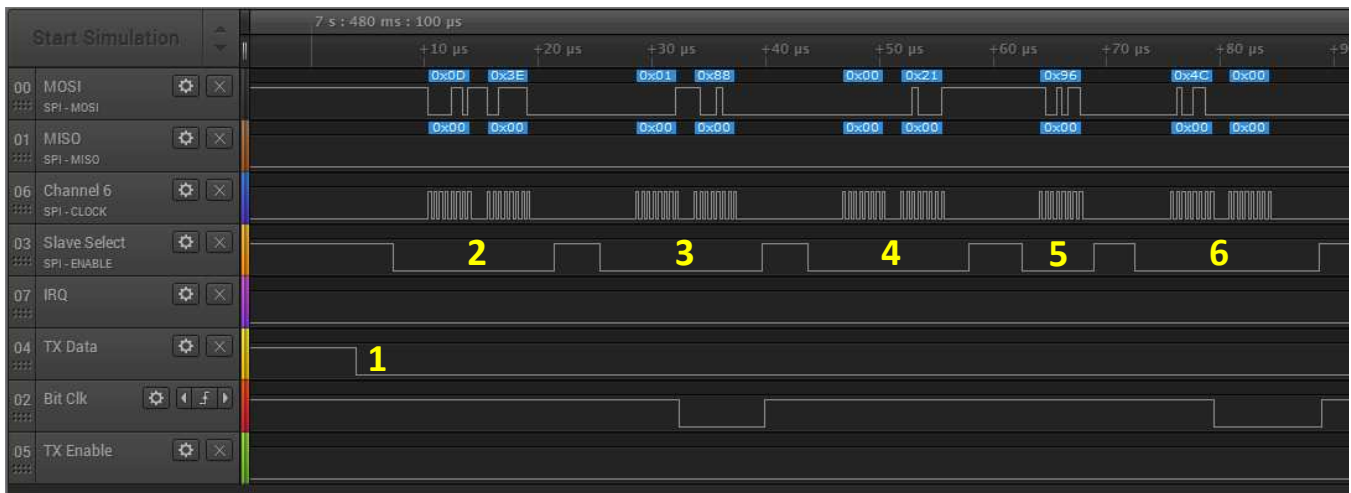 Start Simulation
7 s : 480 ms : 100 µs
+10 µs +20 µs +30 µs +40 µs +50 µs +60 µs +70 µs +80 µs +9
00 MOSI
SPI - MOSI
0x0D 0x3E 0x01 0x88 0x00 0x21 0x96 0x4C 0x00
01 MISO
SPI - MISO
0x00 0x00 0x00 0x00 0x00 0x00 0x00 0x00 0x00
06 Channel 6
SPI - CLOCK
03 Slave Select
SPI - ENABLE
2 3 4 5 6
07 IRQ
04 TX Data
1
02 Bit Clk
05 TX Enable